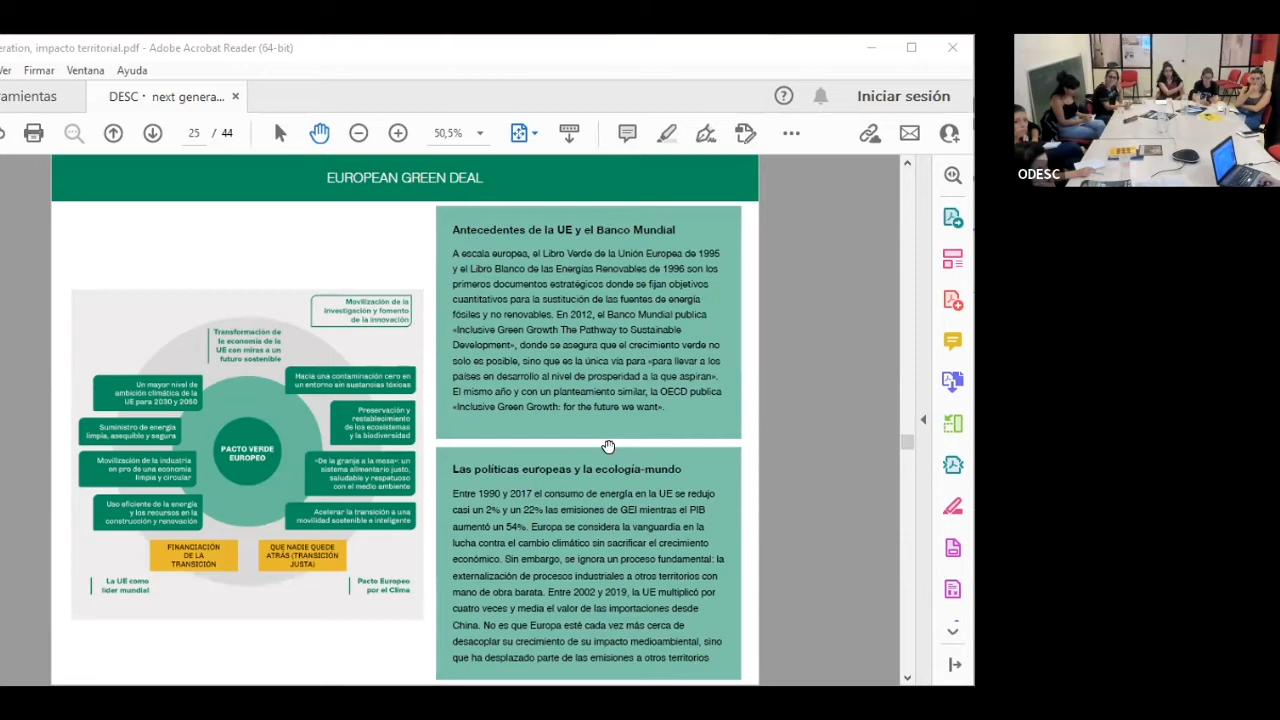 eration, impacto territorial.pdf - Adobe Acrobat Reader (64-bit)
Ver Firmar Ventana Ayuda
ramientas
DESC · next genera... ×
Iniciar sesión
25 / 44
50,5%
EUROPEAN GREEN DEAL
Movilización de la
investigación y fomento
de la innovación
Transformación de
le economía de la
UE con miras a un
futuro sostenible
Un mayor nivel de
ambición climática de la
UE para 2030 y 2050
Suministro de energía
limpia, asequible y segura
Movilización de la industria
en pro de una economía
limpia y circular
Uso eficiente de la energía
y los recursos en la
construcción y renovación
PACTO VERDE
EUROPEO
Hacia una contaminación cero en
un entorno sin sustancias tóxicas
Preservación y
restablecimiento
de los ecosistemas
y la biodiversidad
«De la granja a la mesa»: un
sistema alimentario justo,
saludable y respetuoso
con el medio ambiente
Acelerar la transición a una
movilidad sostenible e inteligente
FINANCIACIÓN
DE LA
TRANSICIÓN
QUE NADIE QUEDE
ATRÁS (TRANSICIÓN
JUSTA)
La UE como
líder mundial
Pacto Europeo
por el Clima
Antecedentes de la UE y el Banco Mundial
A escala europea, el Libro Verde de la Unión Europea de 1995
y el Libro Blanco de las Energías Renovables de 1996 son los
primeros documentos estratégicos donde se fijan objetivos
cuantitativos para la sustitución de las fuentes de energía
fósiles y no renovables. En 2012, el Banco Mundial publica
«Inclusive Green Growth The Pathway to Sustainable
Development», donde se asegura que el crecimiento verde no
solo es posible, sino que es la única vía para «para llevar a los
países en desarrollo al nivel de prosperidad a la que aspiran».
El mismo año y con un planteamiento similar, la OECD publica
«Inclusive Green Growth: for the future we want».
Las políticas europeas y la ecología-mundo
Entre 1990 y 2017 el consumo de energía en la UE se redujo
casi un 2% y un 22% las emisiones de GEI mientras el PIB
aumentó un 54%. Europa se considera la vanguardia en la
lucha contra el cambio climático sin sacrificar el crecimiento
económico. Sin embargo, se ignora un proceso fundamental: la
externalización de procesos industriales a otros territorios con
mano de obra barata. Entre 2002 y 2019, la UE multiplicó por
cuatro veces y media el valor de las importaciones desde
China. No es que Europa esté cada vez más cerca de
desacoplar su crecimiento de su impacto medioambiental, sino
que ha desplazado parte de las emisiones a otros territorios
ODESC